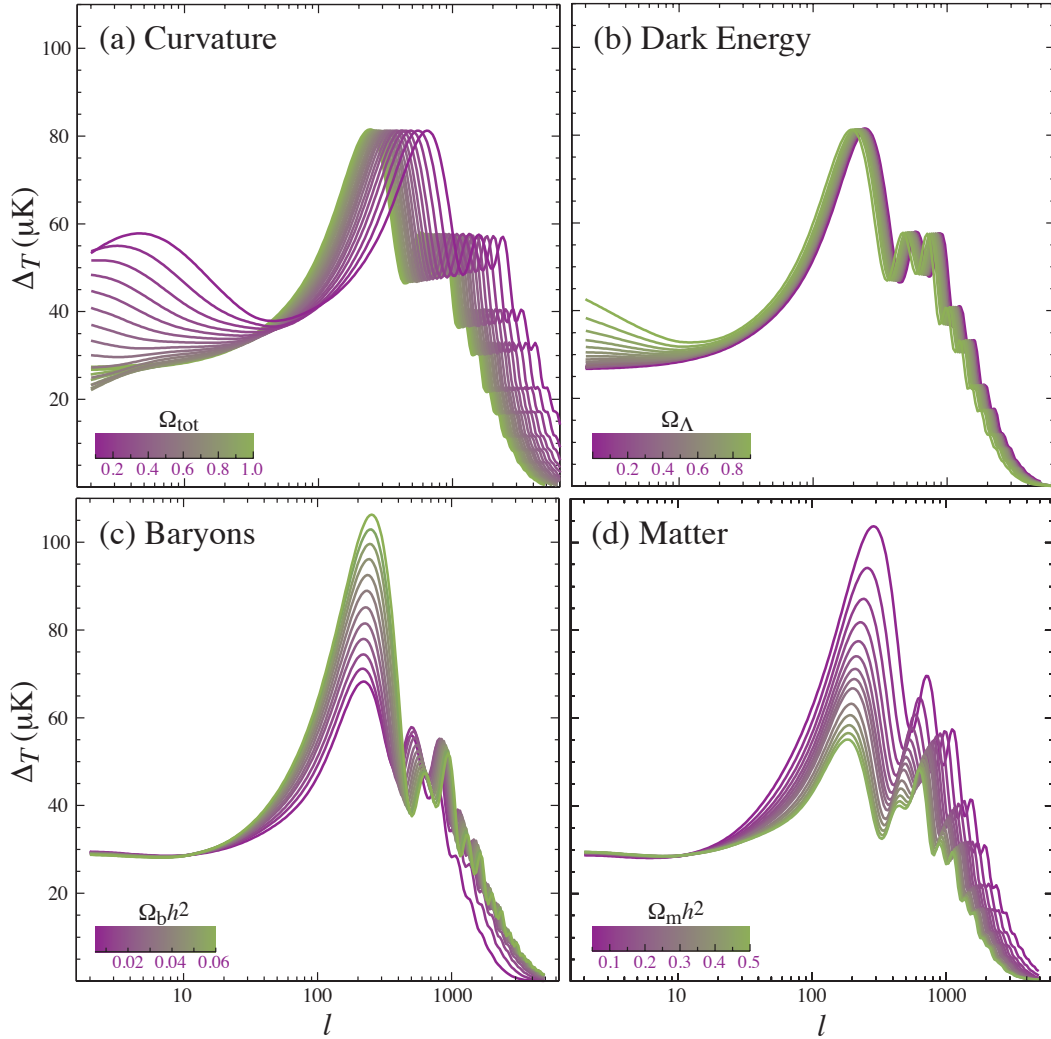 (a) Curvature
(b) Dark Energy
100
80
60
40
20
Δ_T (μK)
Ω_tot
0.2 0.4 0.6 0.8 1.0
Ω_Λ
0.2 0.4 0.6 0.8
(c) Baryons
(d) Matter
100
80
60
40
20
Δ_T (μK)
Ω_b h²
0.02 0.04 0.06
Ω_m h²
0.1 0.2 0.3 0.4 0.5
10 100 1000
10 100 1000
l
l